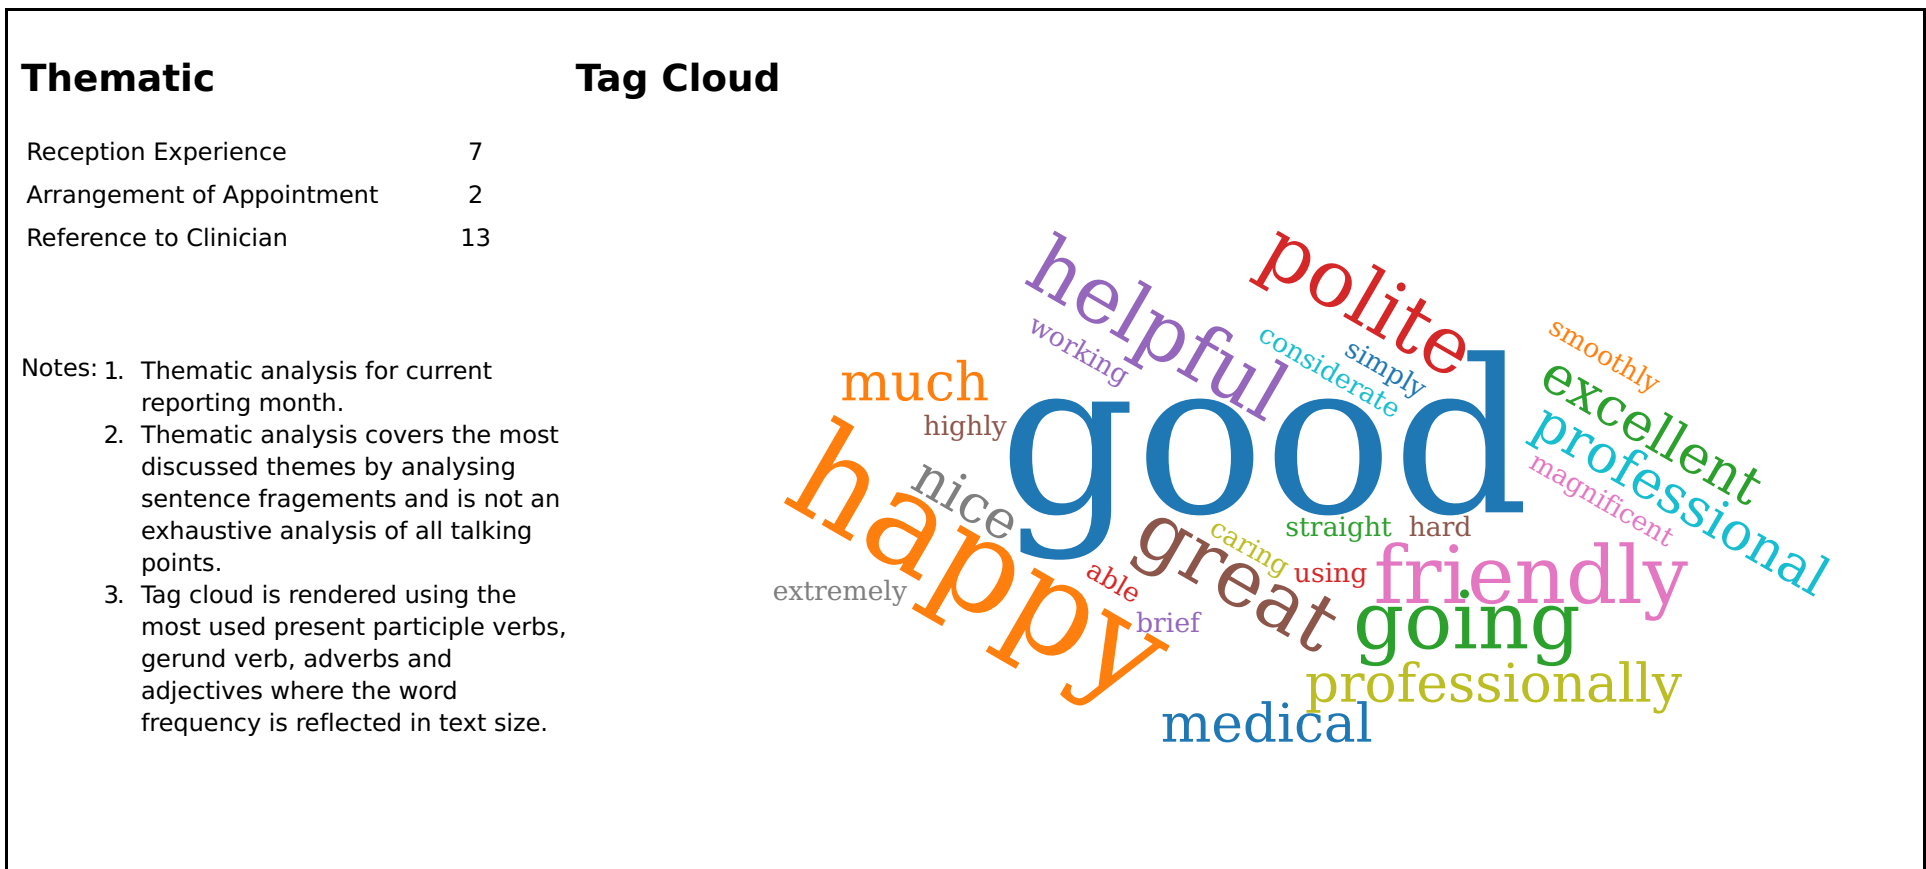 Thematic
Tag Cloud
Reception Experience 7
Arrangement of Appointment 2
Reference to Clinician 13
Notes: 1. Thematic analysis for current
reporting month.
2. Thematic analysis covers the most
discussed themes by analysing
sentence fragements and is not an
exhaustive analysis of all talking
points.
3. Tag cloud is rendered using the
most used present participle verbs,
gerund verb, adverbs and
adjectives where the word
frequency is reflected in text size.
helpful
polite
working
considerate
simply
smoothly
much
excellent
highly
good
professional
happy
nice
magnificent
great
caring
straight
hard
extremely
able
using
friendly
brief
going
professionally
medical